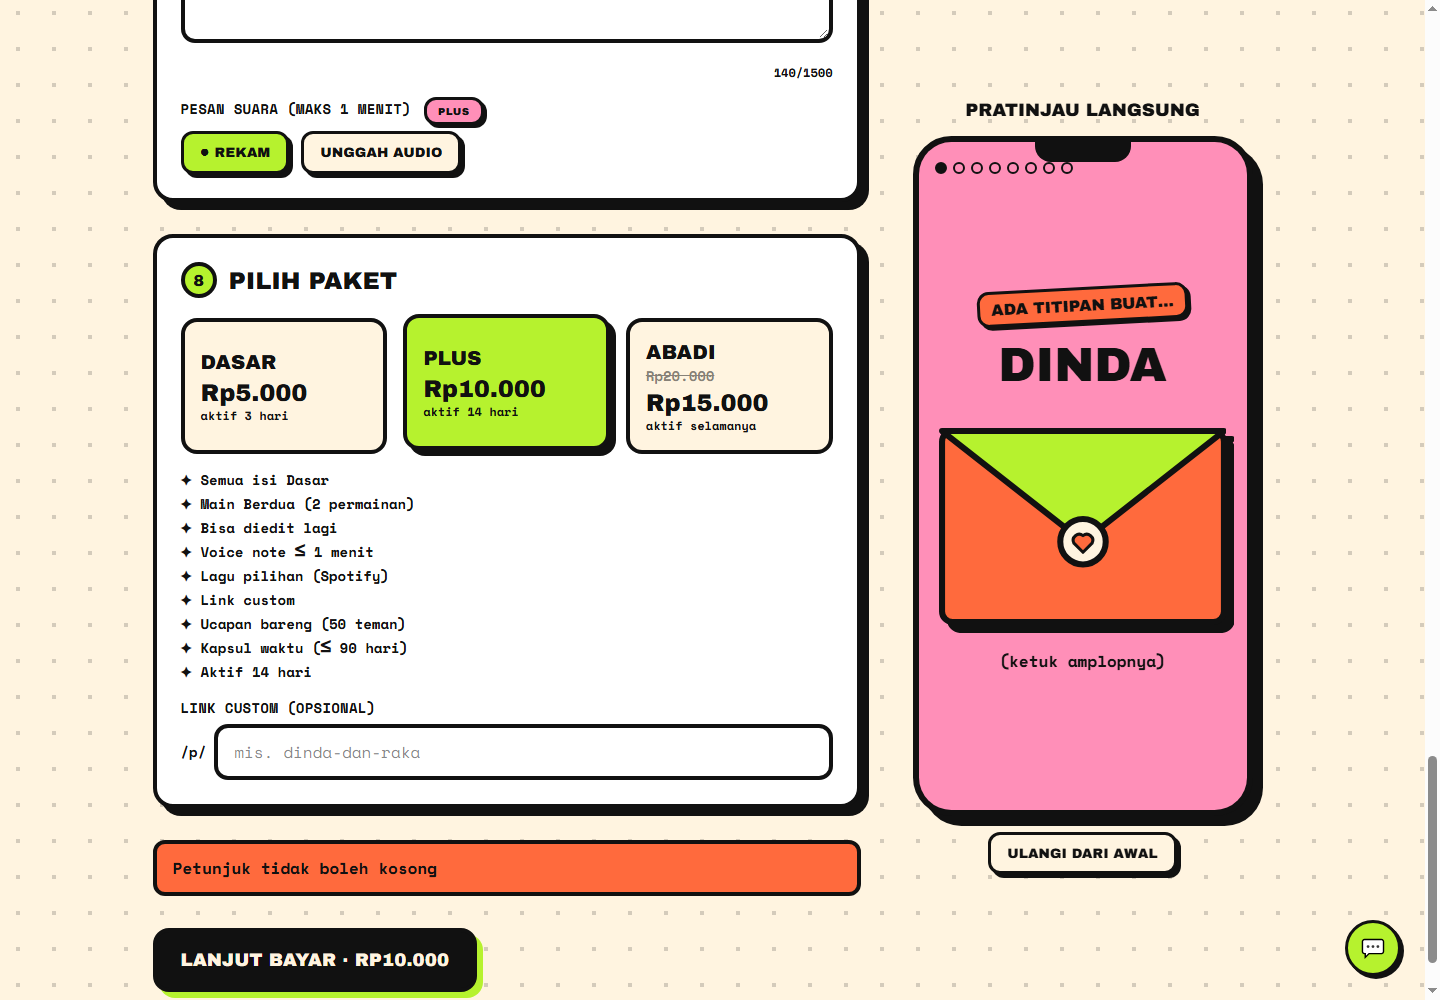 140/1500
PESAN SUARA (MAKS 1 MENIT) PLUS
● REKAM
UNGGAH AUDIO
8 PILIH PAKET
DASAR
Rp5.000
aktif 3 hari
PLUS
Rp10.000
aktif 14 hari
ABADI
Rp20.000
Rp15.000
aktif selamanya
✦ Semua isi Dasar
✦ Main Berdua (2 permainan)
✦ Bisa diedit lagi
✦ Voice note ≤ 1 menit
✦ Lagu pilihan (Spotify)
✦ Link custom
✦ Ucapan bareng (50 teman)
✦ Kapsul waktu (≤ 90 hari)
✦ Aktif 14 hari
LINK CUSTOM (OPSIONAL)
/p/ mis. dinda-dan-raka
Petunjuk tidak boleh kosong
LANJUT BAYAR · RP10.000
PRATINJAU LANGSUNG
ADA TITIPAN BUAT...
DINDA
(ketuk amplopnya)
ULANGI DARI AWAL